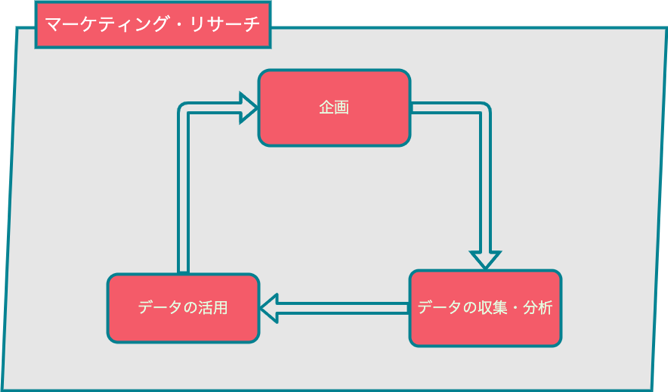 マーケティング・リサーチ
企画
データの活用
データの収集・分析